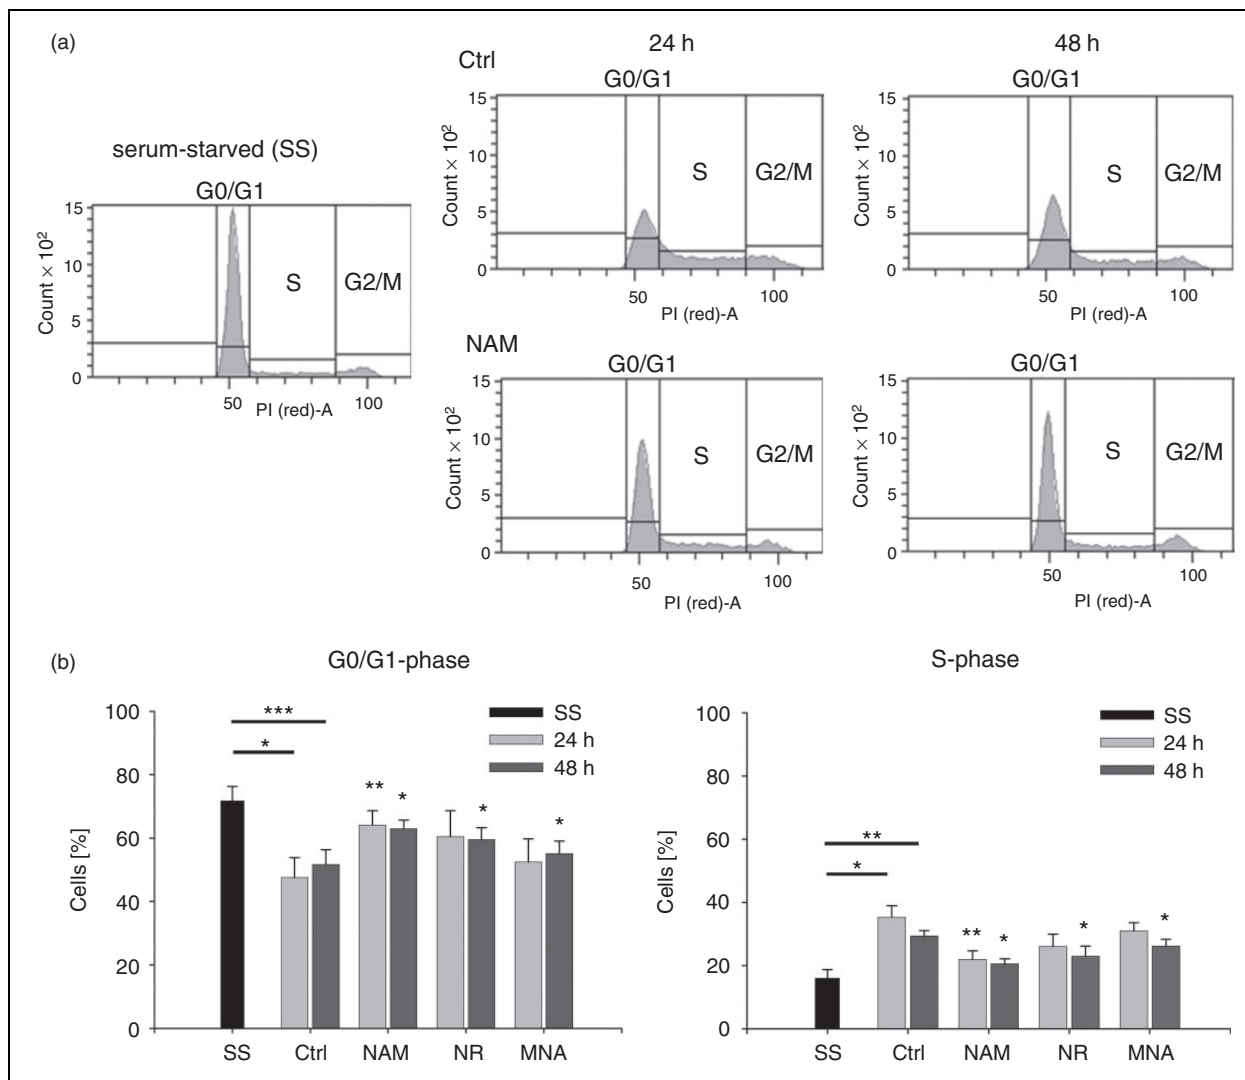 (a)
24 h
48 h
Ctrl
serum-starved (SS)
G0/G1
15
10
5
0
Count × 10²
S
G2/M
50
100
PI (red)-A
G0/G1
15
10
5
0
Count × 10²
S
G2/M
50
100
PI (red)-A
G0/G1
15
10
5
0
Count × 10²
S
G2/M
50
100
PI (red)-A
NAM
G0/G1
15
10
5
0
Count × 10²
S
G2/M
50
100
PI (red)-A
G0/G1
15
10
5
0
Count × 10²
S
G2/M
50
100
PI (red)-A
(b)
G0/G1-phase
100
80
60
40
20
0
Cells [%]
***
*
**
*
*
*
SS
24 h
48 h
SS Ctrl NAM NR MNA
S-phase
100
80
60
40
20
0
Cells [%]
**
*
**
*
*
*
SS
24 h
48 h
SS Ctrl NAM NR MNA